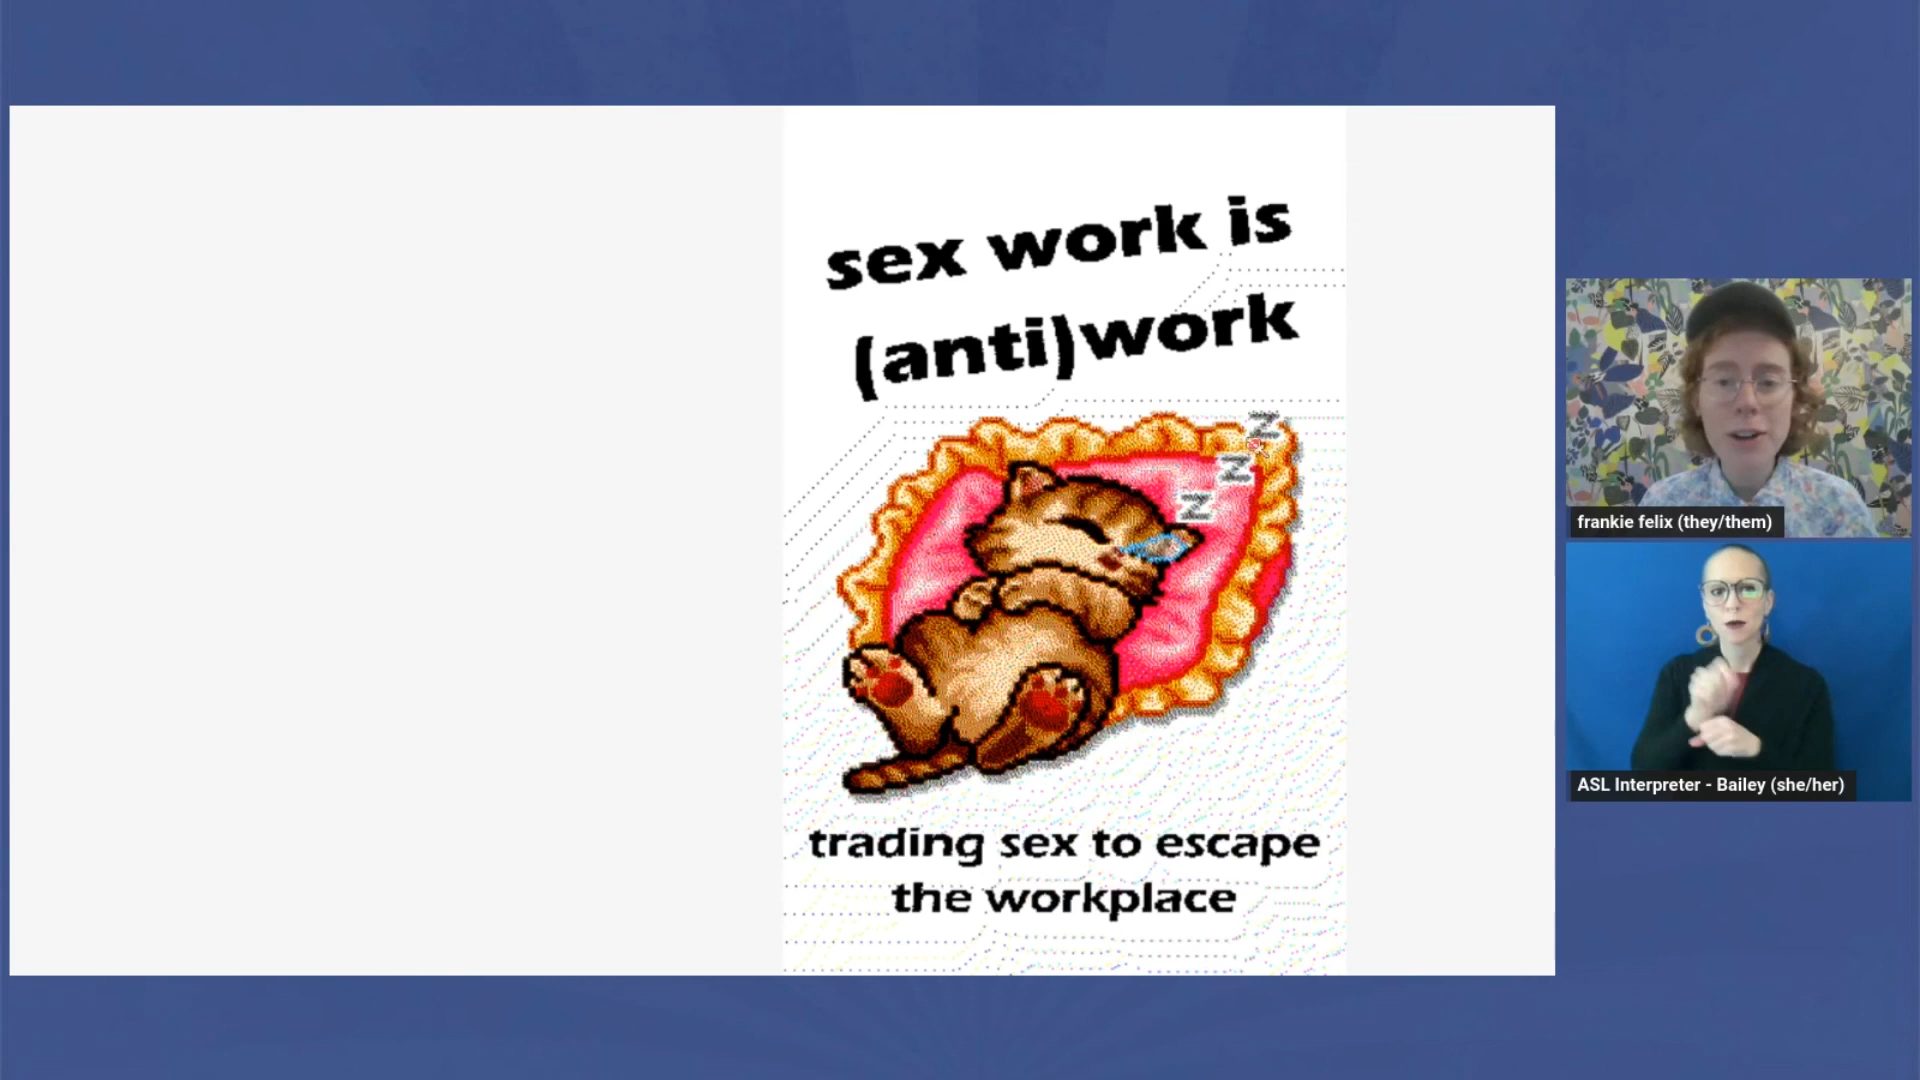 sex work is
(anti)work
z
z
z
trading sex to escape
the workplace
frankie felix (they/them)
ASL Interpreter - Bailey (she/her)